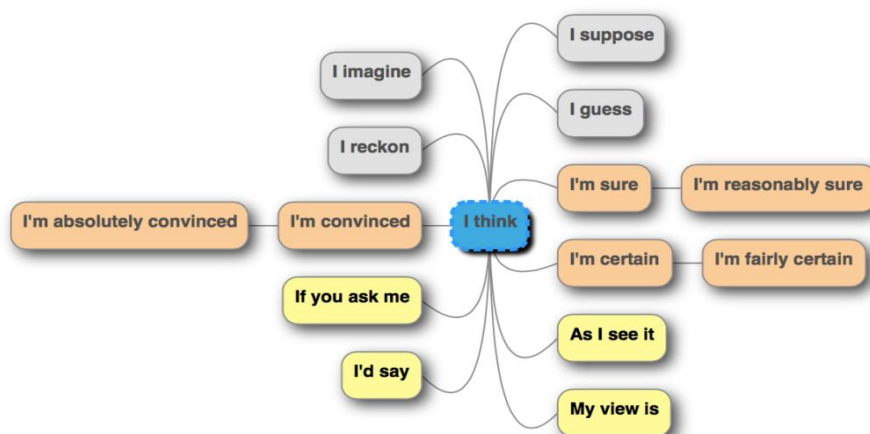 I suppose
I imagine
I guess
I reckon
I'm sure
I'm reasonably sure
I'm absolutely convinced
I'm convinced
I think
I'm certain
I'm fairly certain
If you ask me
As I see it
I'd say
My view is